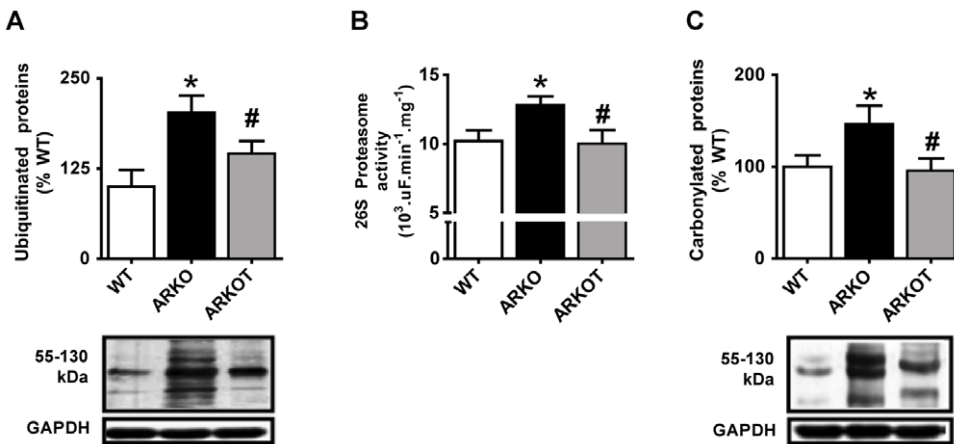 A
Ubiquitinated proteins
(% WT)
250
125
0
*
#
WT
ARKO
ARKOT
55-130
kDa
GAPDH
B
26S Proteasome
activity
(10³.uF.min⁻¹.mg⁻¹)
15
10
5
0
*
#
WT
ARKO
ARKOT
C
Carbonylated proteins
(% WT)
200
100
0
*
#
WT
ARKO
ARKOT
55-130
kDa
GAPDH